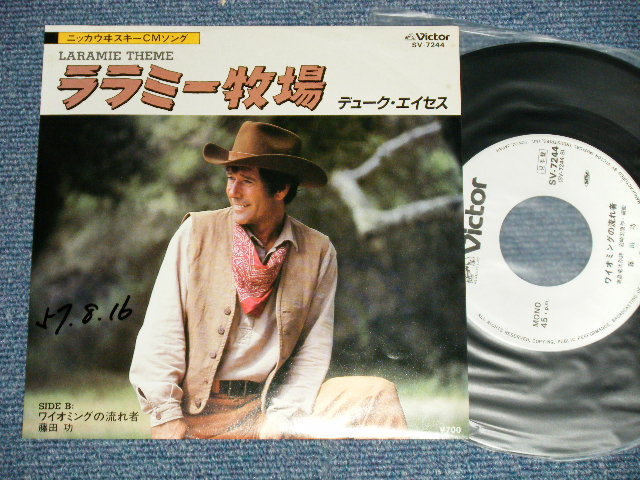 ニッカウヰスキーCMソング
Victor
SV-7244
LARAMIE THEME
ララミー牧場
デューク・エイセス
57.8.16
SIDE B:
ワイオミングの流れ者
藤田 功
¥700
Victor
SV-7244
ワイオミングの流れ者
藤田 功
MONO
45